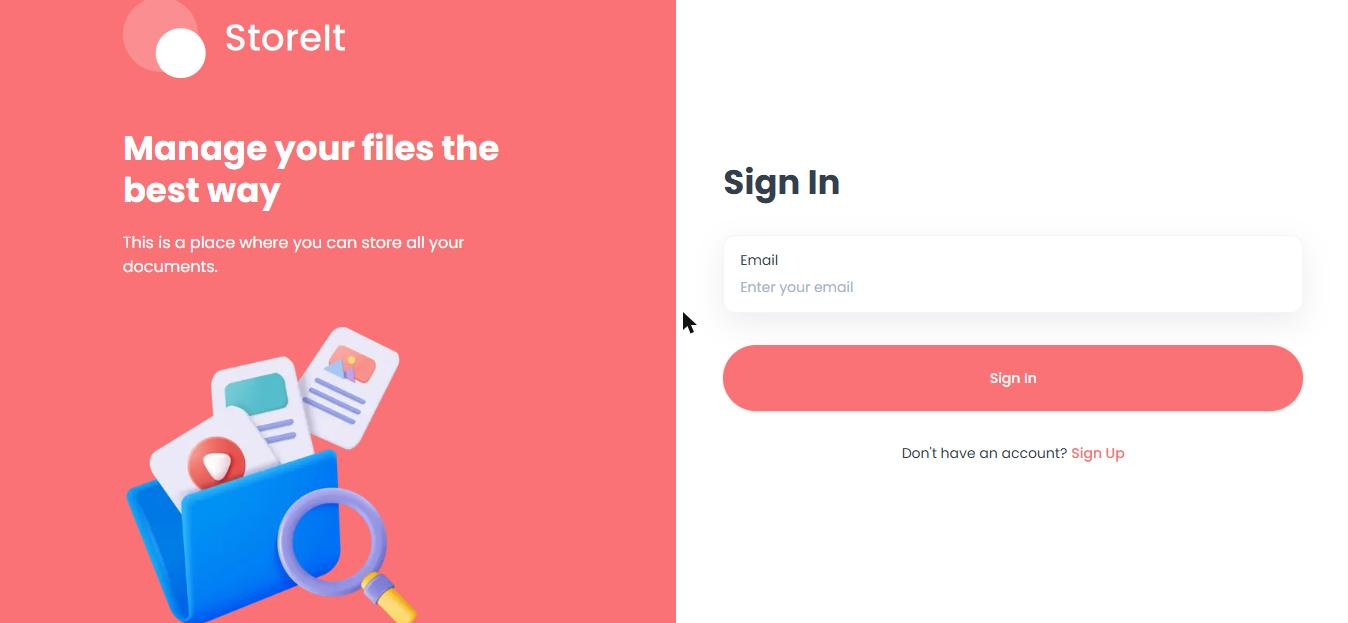 StoreIt
Manage your files the
best way
This is a place where you can store all your
documents.
Sign In
Email
Enter your email
Sign In
Don't have an account? Sign Up